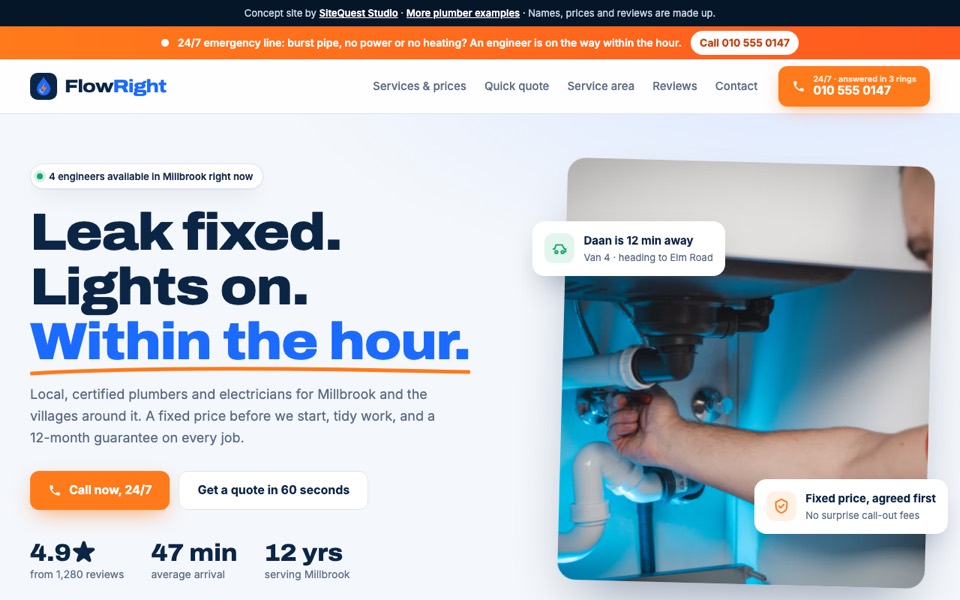 Concept site by SiteQuest Studio · More plumber examples · Names, prices and reviews are made up.
24/7 emergency line: burst pipe, no power or no heating? An engineer is on the way within the hour. Call 010 555 0147
FlowRight
Services & prices Quick quote Service area Reviews Contact
24/7 · answered in 3 rings
010 555 0147
4 engineers available in Millbrook right now
Leak fixed.
Lights on.
Within the hour.
Local, certified plumbers and electricians for Millbrook and the
villages around it. A fixed price before we start, tidy work, and a
12-month guarantee on every job.
Call now, 24/7 Get a quote in 60 seconds
4.9★ 47 min 12 yrs
from 1,280 reviews average arrival serving Millbrook
Daan is 12 min away
Van 4 · heading to Elm Road
Fixed price, agreed first
No surprise call-out fees